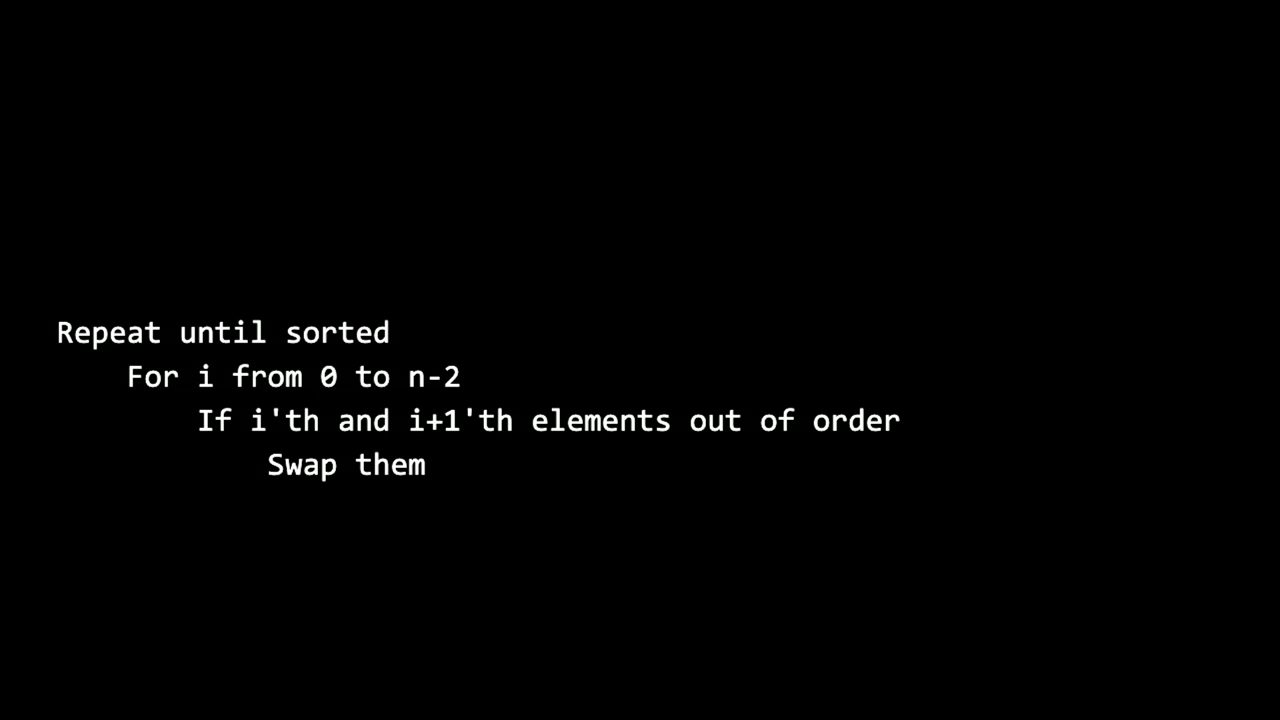 Repeat until sorted
For i from 0 to n-2
If i'th and i+1'th elements out of order
Swap them